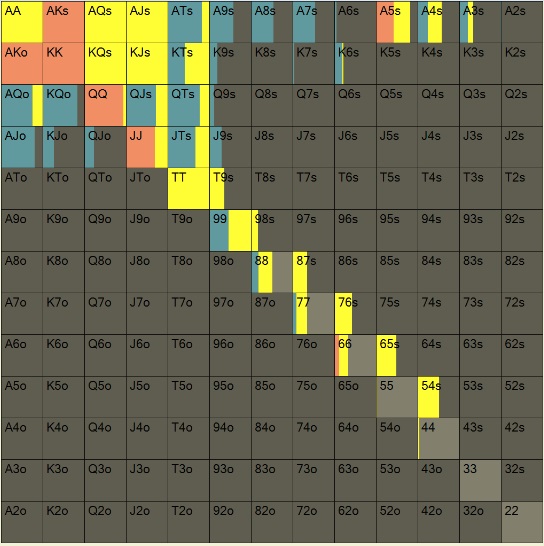 AA AKs AQs AJs ATs A9s A8s A7s A6s A5s A4s A3s A2s
AKo KK KQs KJs KTs K9s K8s K7s K6s K5s K4s K3s K2s
AQo KQo QQ QJs QTs Q9s Q8s Q7s Q6s Q5s Q4s Q3s Q2s
AJo KJo QJo JJ JTs J9s J8s J7s J6s J5s J4s J3s J2s
ATo KTo QTo JTo TT T9s T8s T7s T6s T5s T4s T3s T2s
A9o K9o Q9o J9o T9o 99 98s 97s 96s 95s 94s 93s 92s
A8o K8o Q8o J8o T8o 98o 88 87s 86s 85s 84s 83s 82s
A7o K7o Q7o J7o T7o 97o 87o 77 76s 75s 74s 73s 72s
A6o K6o Q6o J6o T6o 96o 86o 76o 66 65s 64s 63s 62s
A5o K5o Q5o J5o T5o 95o 85o 75o 65o 55 54s 53s 52s
A4o K4o Q4o J4o T4o 94o 84o 74o 64o 54o 44 43s 42s
A3o K3o Q3o J3o T3o 93o 83o 73o 63o 53o 43o 33 32s
A2o K2o Q2o J2o T2o 92o 82o 72o 62o 52o 42o 32o 22